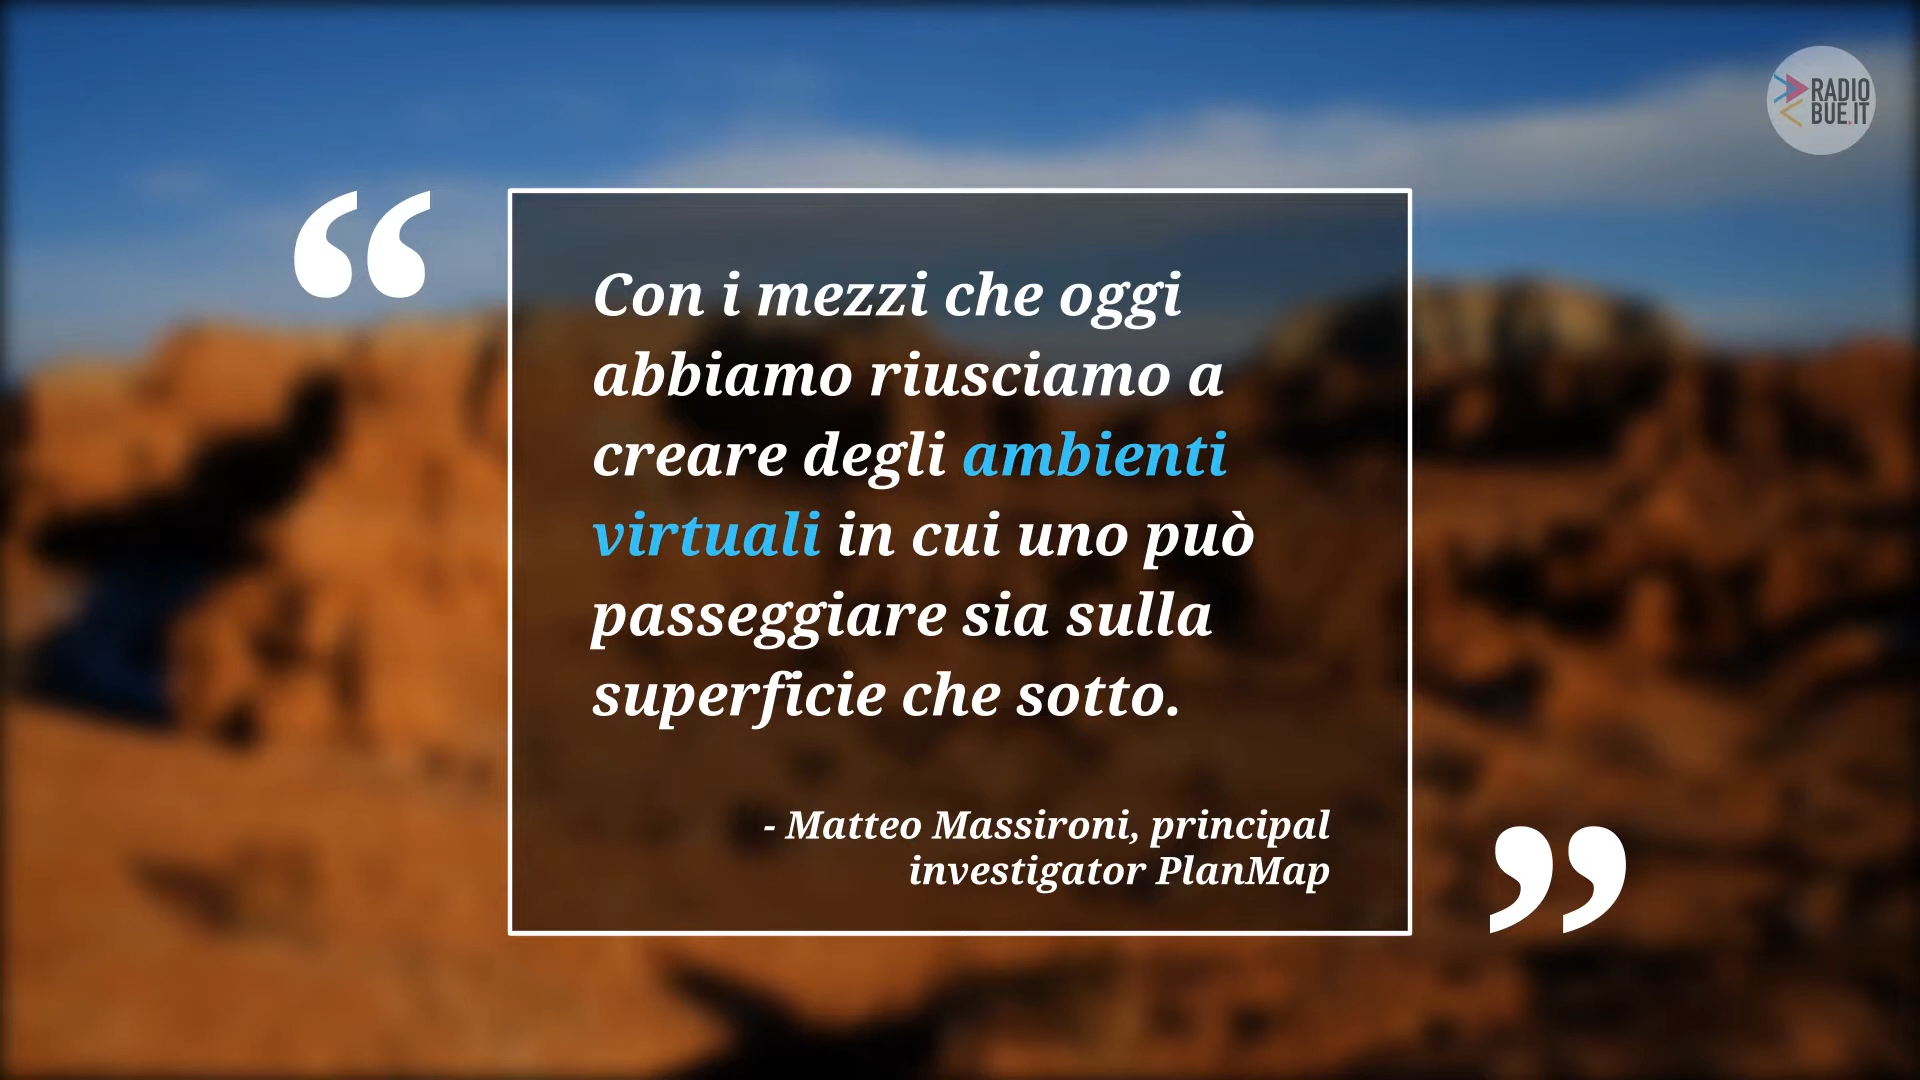 RADIO
BUE.IT
“
Con i mezzi che oggi
abbiamo riusciamo a
creare degli ambienti
virtuali in cui uno può
passeggiare sia sulla
superficie che sotto.
- Matteo Massironi, principal
investigator PlanMap
”